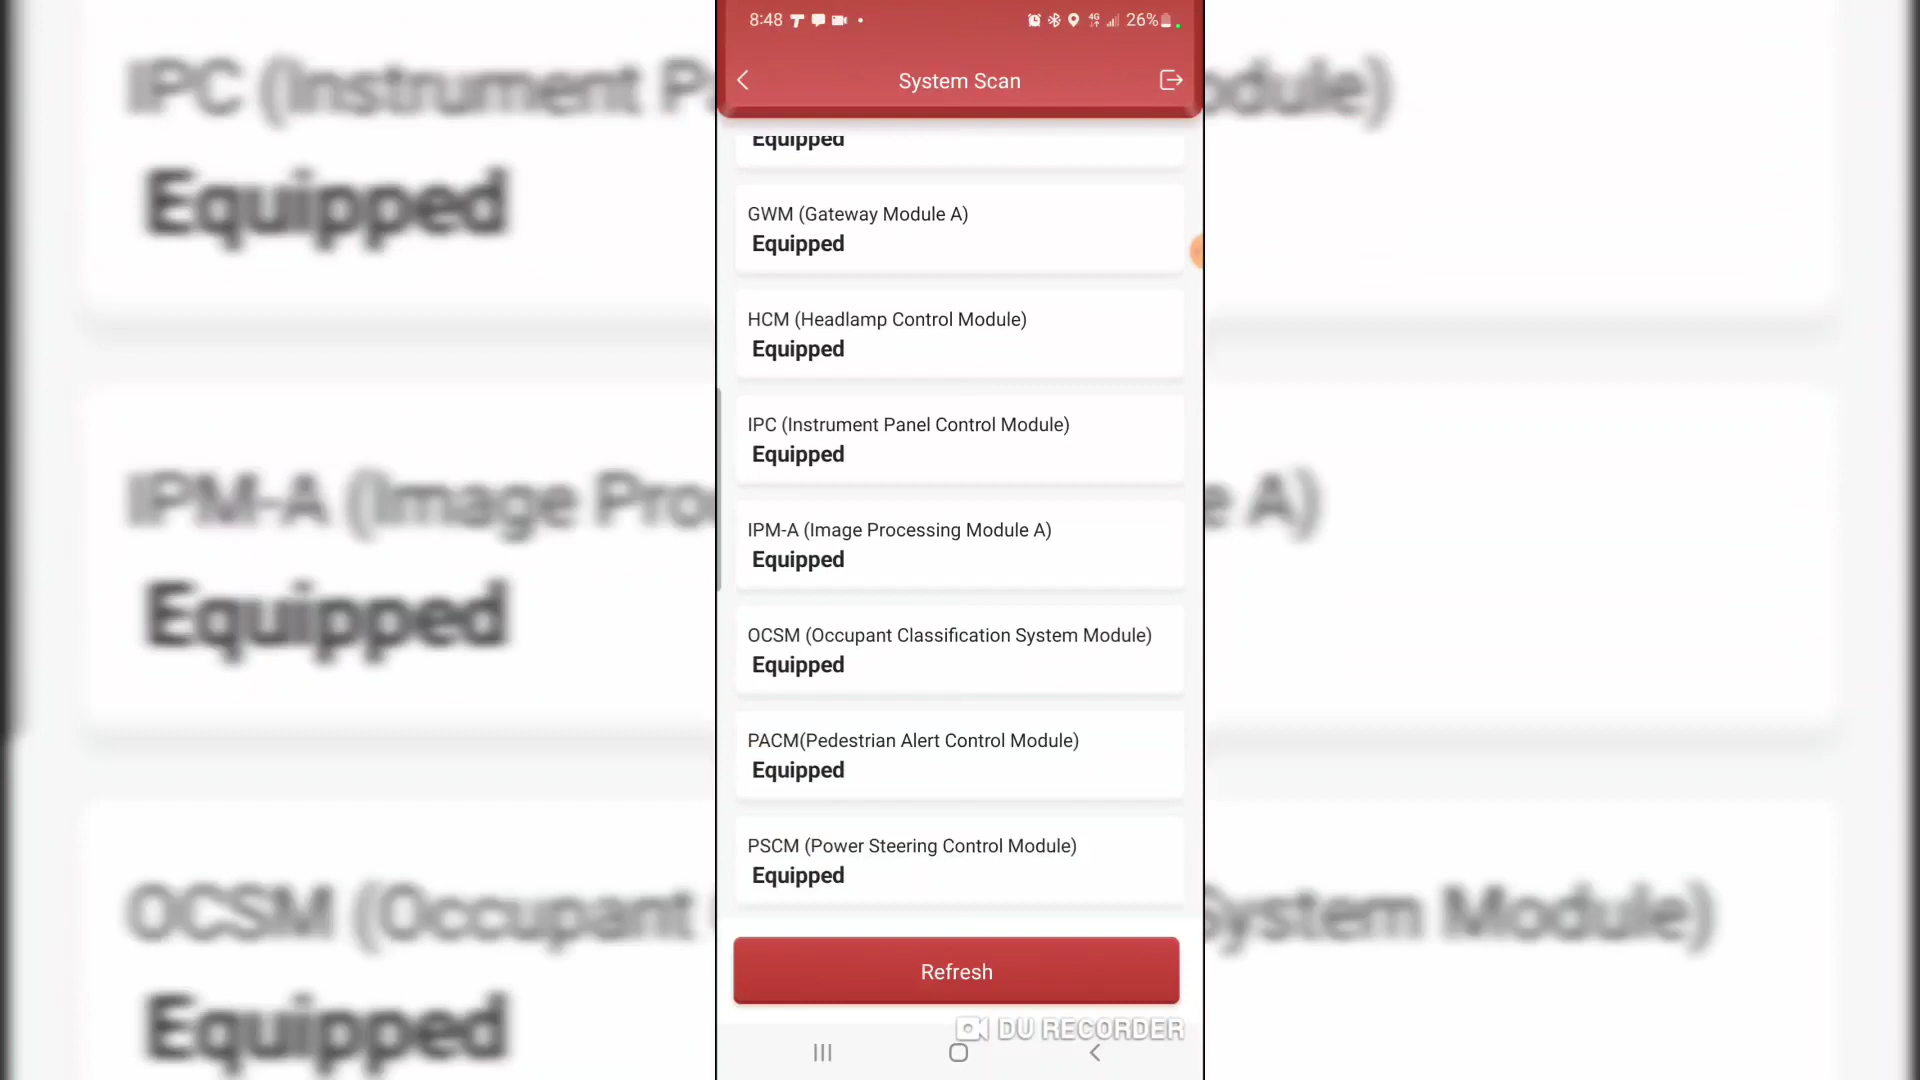 8:48
4G
26%
System Scan
Equipped
GWM (Gateway Module A)
Equipped
HCM (Headlamp Control Module)
Equipped
IPC (Instrument Panel Control Module)
Equipped
IPM-A (Image Processing Module A)
Equipped
OCSM (Occupant Classification System Module)
Equipped
PACM(Pedestrian Alert Control Module)
Equipped
PSCM (Power Steering Control Module)
Equipped
Refresh
DU RECORDER
IPC (Instrument P
odule)
Equipped
IPM-A (Image Pro
e A)
Equipped
OCSM (Occupant
System Module)
Equipped